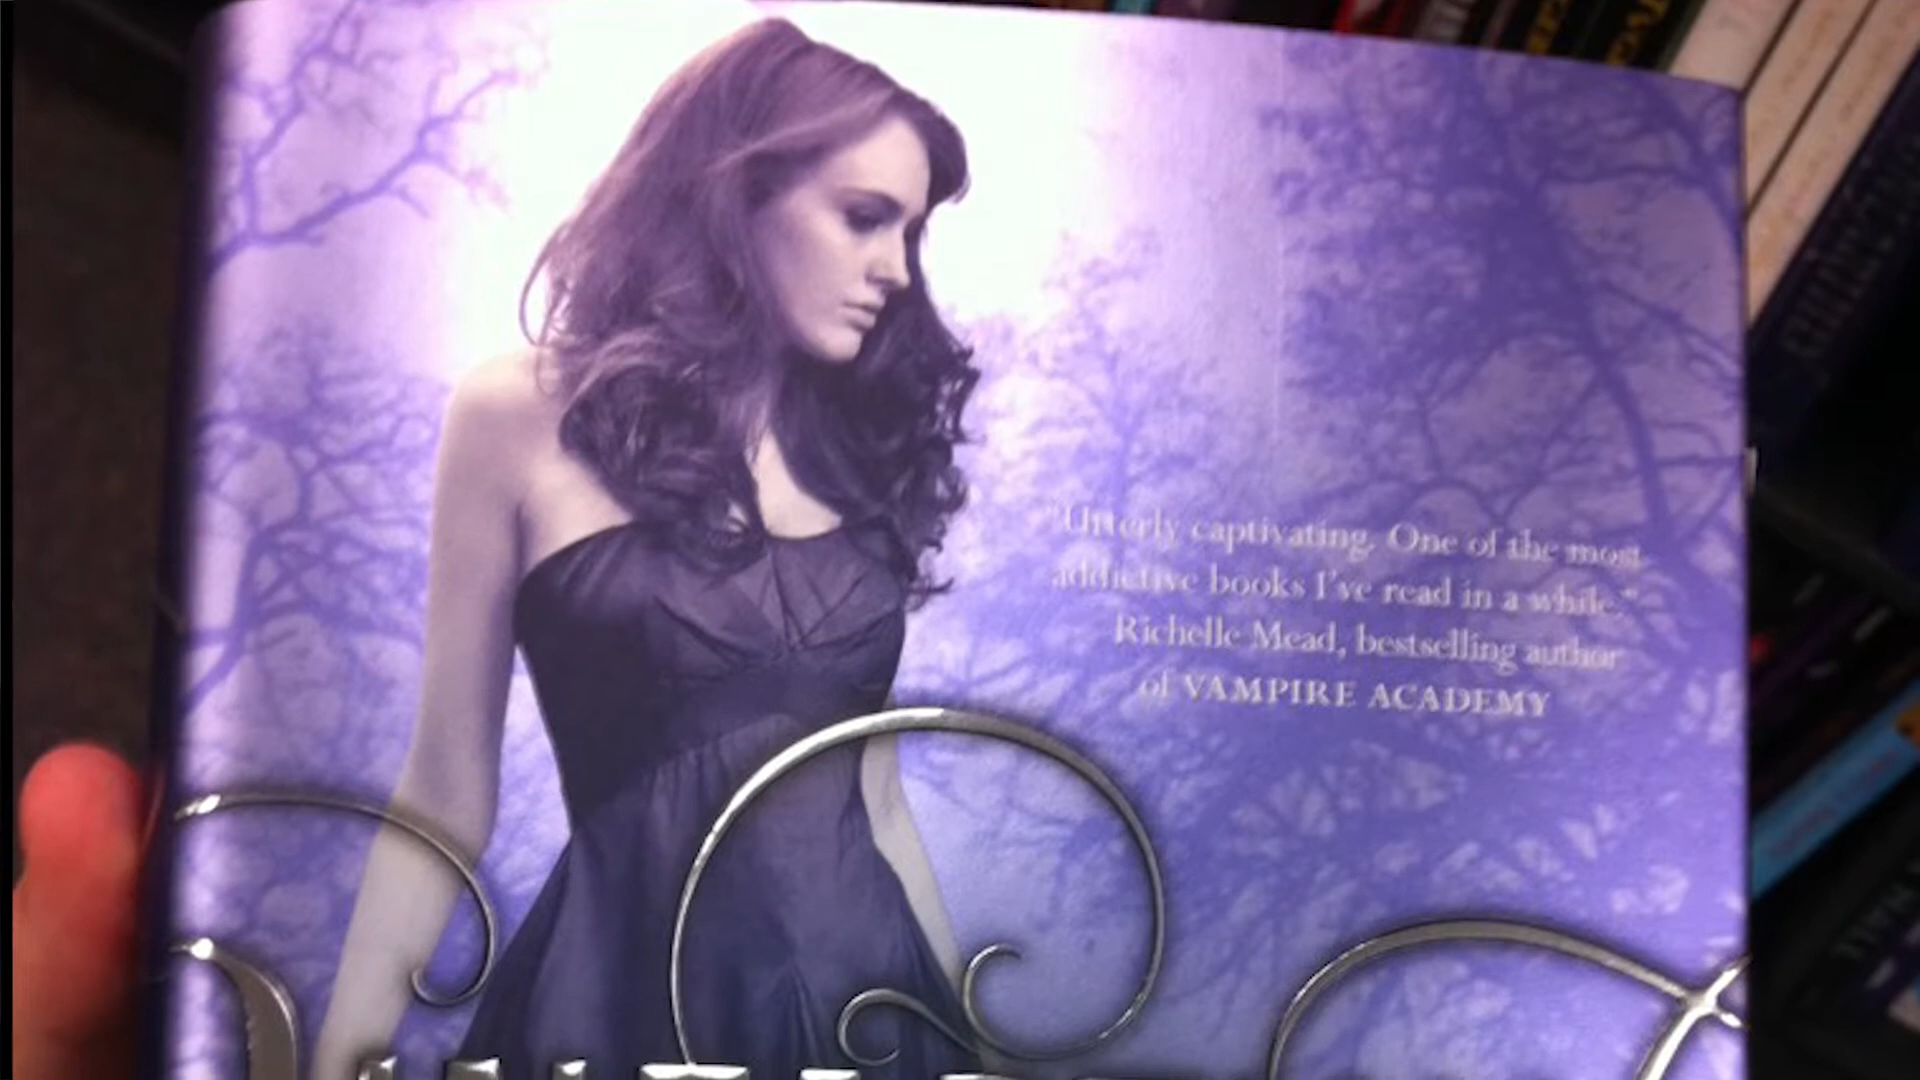 "Utterly captivating. One of the most
addictive books I've read in a while."
Richelle Mead, bestselling author
of VAMPIRE ACADEMY